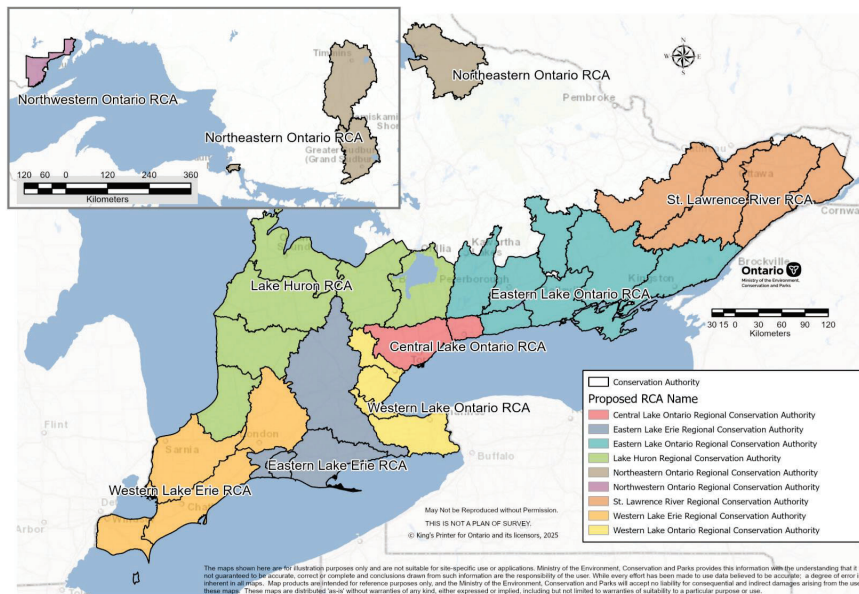 Timmins
Northwestern Ontario RCA
Northeastern Ontario RCA
Greater Sudbury
(Grand Sudbury)
120 60 0 120 240 360
Kilometers
Northeastern Ontario RCA
Pembroke
N
W E
S
Ottawa
St. Lawrence River RCA
Cornwa
Brockville
Kingston
Kawartha
Lakes
Peterborough
Lake Huron RCA
Eastern Lake Ontario RCA
Central Lake Ontario RCA
Western Lake Ontario RCA
Eastern Lake Erie RCA
Western Lake Erie RCA
Flint
Sarnia
London
Buffalo
Arbor
Ontario
Ministry of the Environment,
Conservation and Parks
30 15 0 30 60 90 120
Kilometers
Conservation Authority
Proposed RCA Name
Central Lake Ontario Regional Conservation Authority
Eastern Lake Erie Regional Conservation Authority
Eastern Lake Ontario Regional Conservation Authority
Lake Huron Regional Conservation Authority
Northeastern Ontario Regional Conservation Authority
Northwestern Ontario Regional Conservation Authority
St. Lawrence River Regional Conservation Authority
Western Lake Erie Regional Conservation Authority
Western Lake Ontario Regional Conservation Authority
May Not be Reproduced without Permission.
THIS IS NOT A PLAN OF SURVEY.
© King's Printer for Ontario and its licensors, 2025
The maps shown here are for illustration purposes only and are not suitable for site-specific use or applications. Ministry of the Environment, Conservation and Parks provides this information with the understanding that it
not guaranteed to be accurate, correct or complete and conclusions drawn from such information are the responsibility of the user. While every effort has been made to use data believed to be accurate; a degree of error is
inherent in all maps. Map products are intended for reference purposes only, and the Ministry of the Environment, Conservation and Parks will accept no liability for consequential and indirect damages arising from the use
these maps. These maps are distributed 'as-is' without warranties of any kind, either expressed or implied, including but not limited to warranties of suitability to a particular purpose or use.